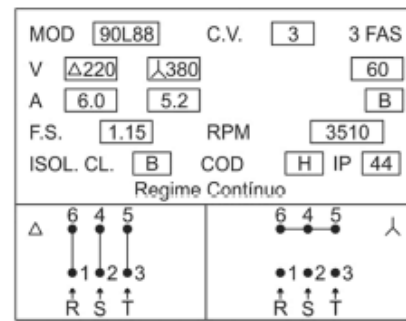 MOD 90L88 C.V. 3 3 FAS
V △220 人380 60
A 6.0 5.2 B
F.S. 1.15 RPM 3510
ISOL. CL. B COD H IP 44
Regime Contínuo
△ 6 4 5
1 2 3
R S T
6 4 5 人
1 2 3
R S T